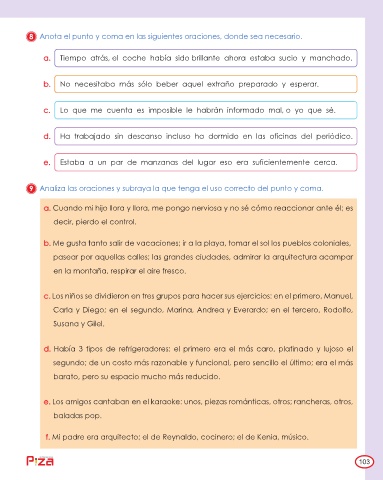 8 Anota el punto y coma en las siguientes oraciones, donde sea necesario.
a. Tiempo atrás, el coche había sido brillante ahora estaba sucio y manchado.
b. No necesitaba más sólo beber aquel extraño preparado y esperar.
c. Lo que me cuenta es imposible le habrán informado mal, o yo que sé.
d. Ha trabajado sin descanso incluso ha dormido en las oficinas del periódico.
e. Estaba a un par de manzanas del lugar eso era suficientemente cerca.
9 Analiza las oraciones y subraya la que tenga el uso correcto del punto y coma.
a. Cuando mi hija llora y llora, me pongo nerviosa y no sé cómo reaccionar ante él; es
decir, pierdo el control.
b. Me gusta tanto salir de vacaciones; ir a la playa, tomar el sol los pueblos coloniales,
pasear por aquellas calles; las grandes ciudades, admirar la arquitectura acampar
en la montaña, respirar el aire fresco.
c. Los niños se dividieron en tres grupos para hacer sus ejercicios: en el primero, Manuel,
Carla y Diego; en el segundo, Marina, Andrea y Everardo; en el tercero, Rodolfo,
Susana y Gilel.
d. Había 3 tipos de refrigeradores: el primero era el más caro, platinado y lujoso el
segundo; de un costo más razonable y funcional, pero sencillo el último; era el más
barato, pero su espacio mucho más reducido.
e. Los amigos cantaban en el karaoke: unos, piezas románticas, otros; rancheras, otros,
baladas pop.
f. Mi padre era arquitecto; el de Reynaldo, cocinero; el de Kenia, músico.
P:za
103